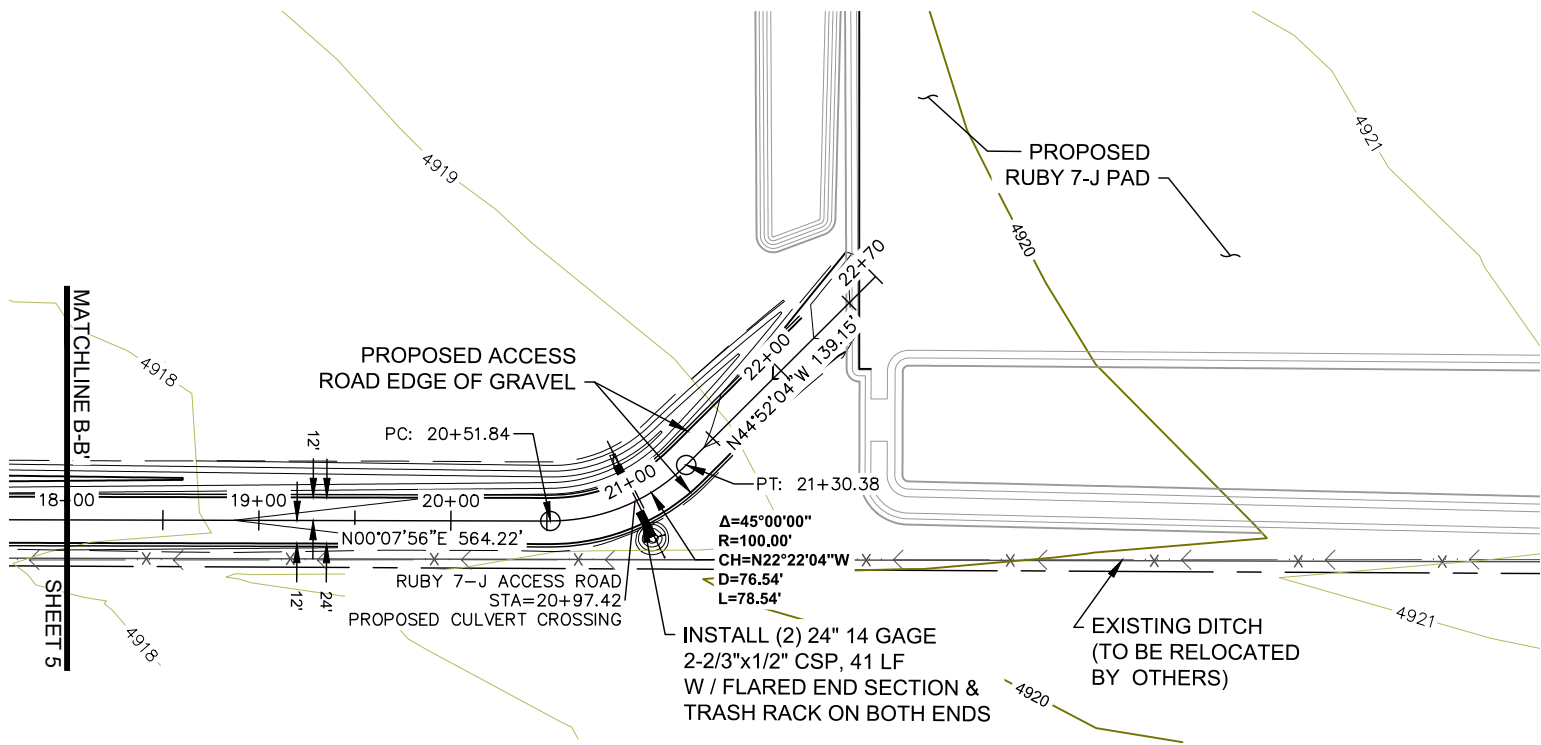 PROPOSED
RUBY 7-J PAD
4921
4919
4920
22+70
MATCHLINE B-B'
SHEET 5
4918
PROPOSED ACCESS
ROAD EDGE OF GRAVEL
22+00
N44°52'04"W 139.15'
PC: 20+51.84
12'
18+00
19+00
20+00
21+00
PT: 21+30.38
N00°07'56"E 564.22'
Δ=45°00'00"
R=100.00'
CH=N22°22'04"W
D=76.54'
L=78.54'
RUBY 7-J ACCESS ROAD
STA=20+97.42
PROPOSED CULVERT CROSSING
12'
24'
4918
INSTALL (2) 24" 14 GAGE
2-2/3"x1/2" CSP, 41 LF
W / FLARED END SECTION &
TRASH RACK ON BOTH ENDS
EXISTING DITCH
(TO BE RELOCATED
BY OTHERS)
4921
4920